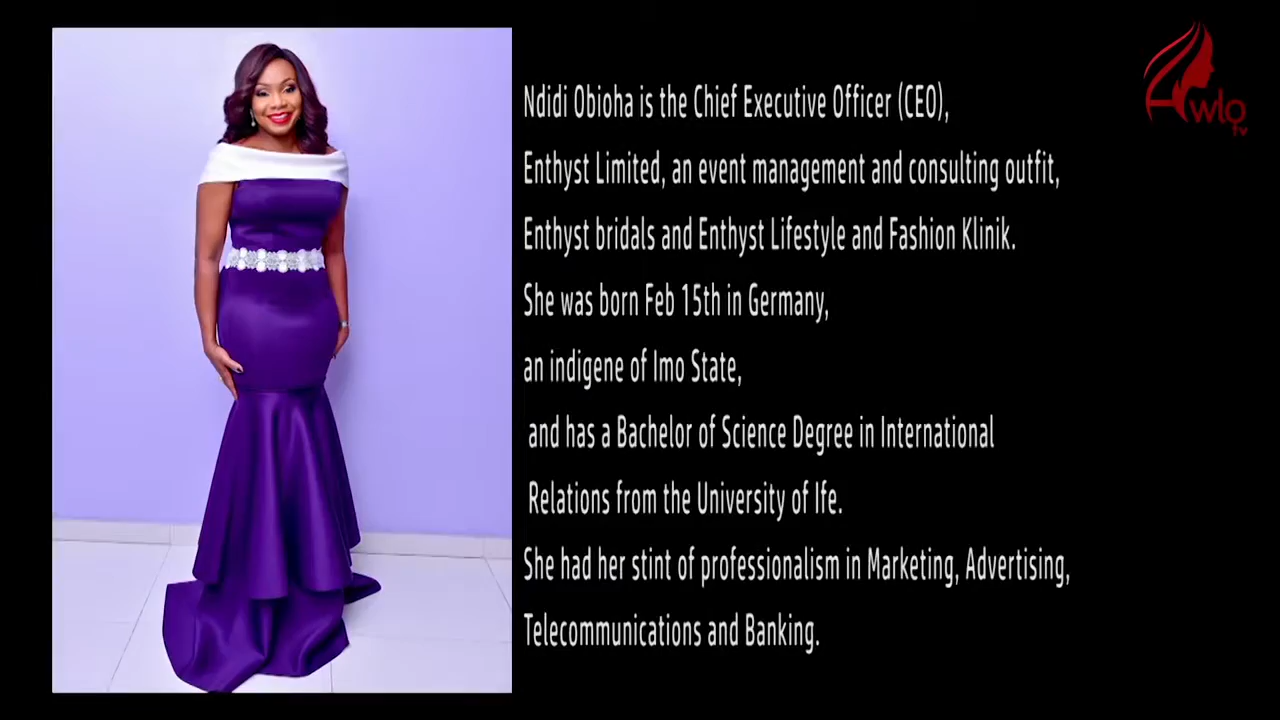 Ndidi Obioha is the Chief Executive Officer (CEO),
Enthyst Limited, an event management and consulting outfit,
Enthyst bridals and Enthyst Lifestyle and Fashion Klinik.
She was born Feb 15th in Germany,
an indigene of Imo State,
and has a Bachelor of Science Degree in International
Relations from the University of Ife.
She had her stint of professionalism in Marketing, Advertising,
Telecommunications and Banking.
Awlo
tv